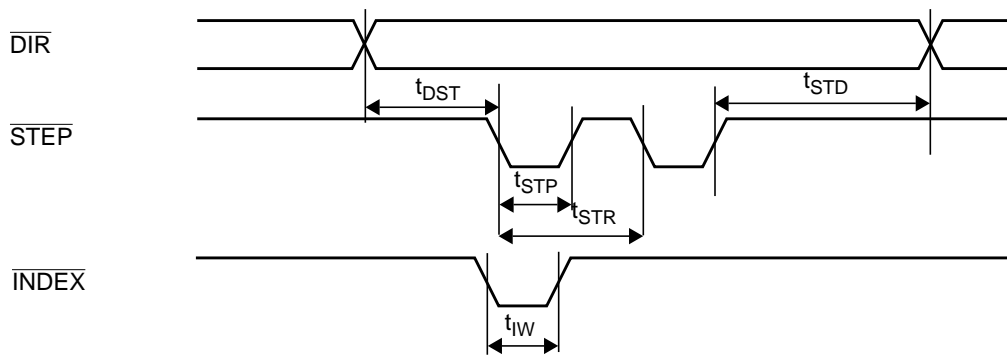 DIR
tDST
tSTD
STEP
tSTP
tSTR
INDEX
tIW